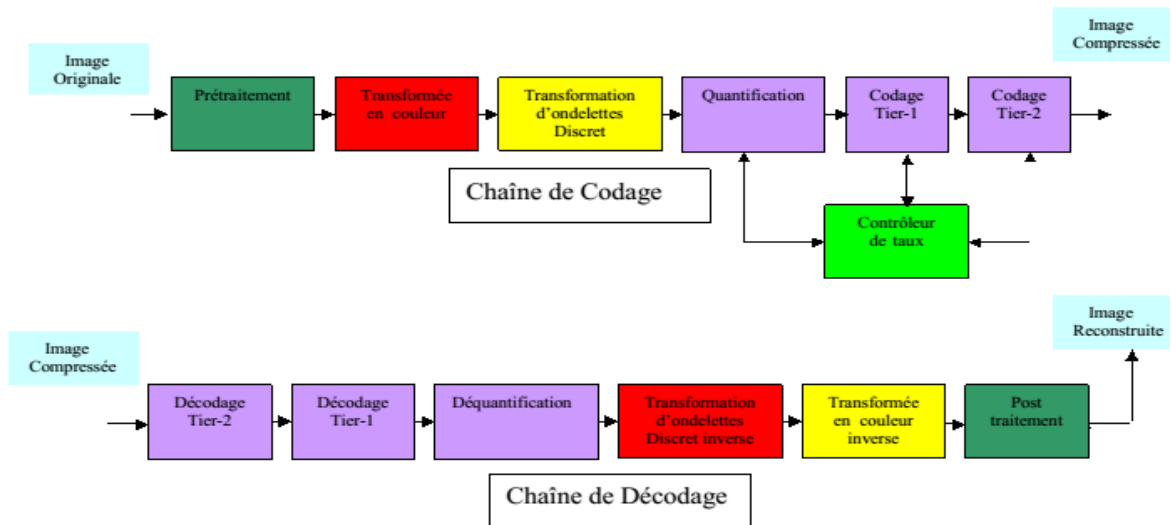 Image
Originale
Image
Compressée
Prétraitement
Transformée
en couleur
Transformation
d'ondelettes
Discret
Quantification
Codage
Tier-1
Codage
Tier-2
Chaîne de Codage
Contrôleur
de taux
Image
Compressée
Image
Reconstruite
Décodage
Tier-2
Décodage
Tier-1
Déquantification
Transformation
d'ondelettes
Discret inverse
Transformée
en couleur
inverse
Post
traitement
Chaîne de Décodage